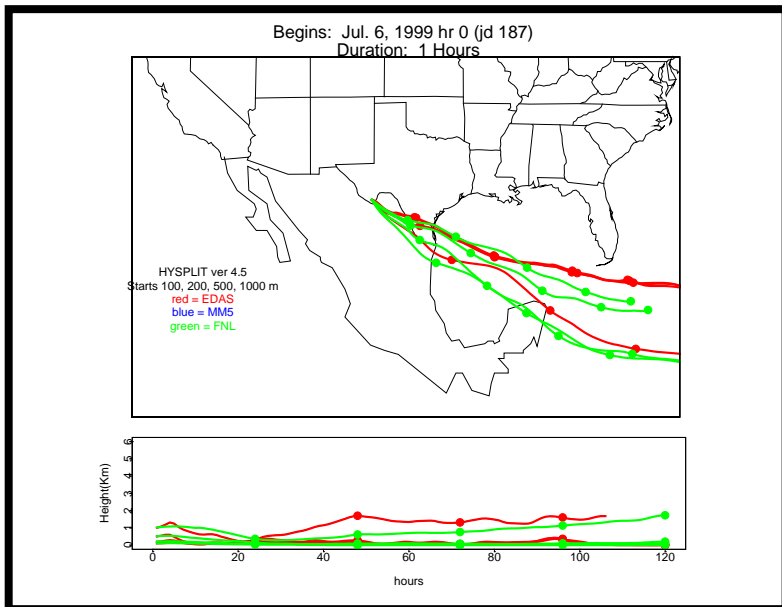 Begins:  Jul. 6, 1999 hr 0 (jd 187)
Duration:  1 Hours
HYSPLIT ver 4.5
Starts 100, 200, 500, 1000 m
red = EDAS
blue = MM5
green = FNL
Height(Km)
6
5
4
3
2
1
0
0 20 40 60 80 100 120
hours